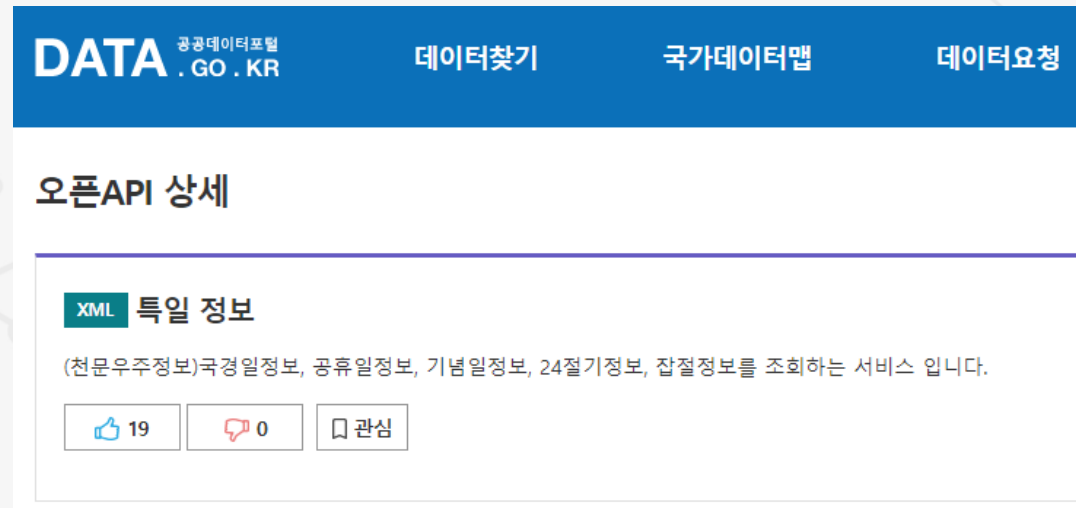 DATA 공공데이터포털
. GO . KR
데이터찾기 국가데이터맵 데이터요청
오픈API 상세
XML 특일 정보
(천문우주정보)국경일정보, 공휴일정보, 기념일정보, 24절기정보, 잡절정보를 조회하는 서비스 입니다.
19 0 관심